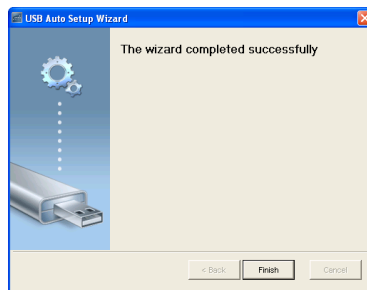 USB Auto Setup Wizard
The wizard completed successfully
< Back Finish Cancel